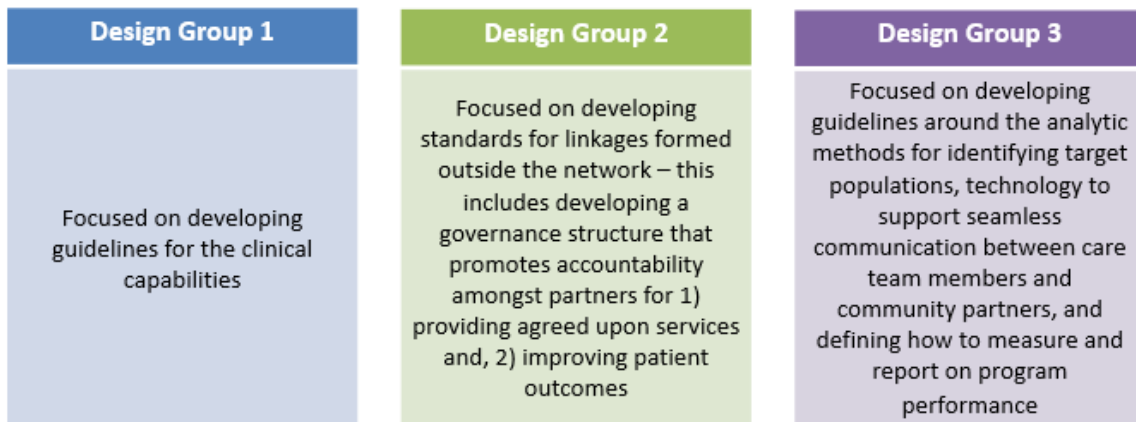 Design Group 1
Focused on developing
guidelines for the clinical
capabilities
Design Group 2
Focused on developing
standards for linkages formed
outside the network – this
includes developing a
governance structure that
promotes accountability
amongst partners for 1)
providing agreed upon services
and, 2) improving patient
outcomes
Design Group 3
Focused on developing
guidelines around the analytic
methods for identifying target
populations, technology to
support seamless
communication between care
team members and
community partners, and
defining how to measure and
report on program
performance